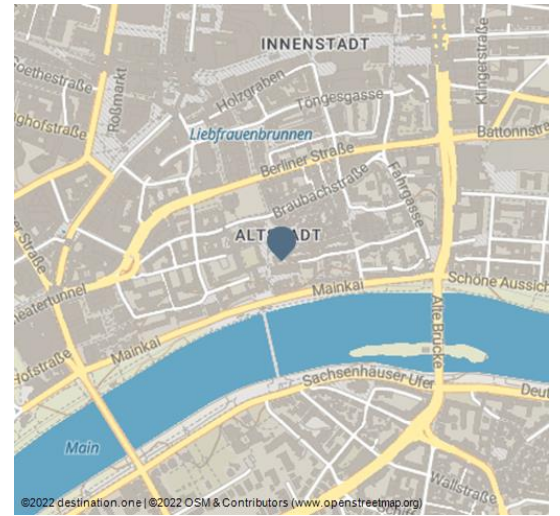 INNENSTADT
Goethestraße
Roßmarkt
Holzgraben
Töngesgasse
Klingerstraße
Liebfrauenbrunnen
Battonnstr
Berliner Straße
Fahrgasse
Braubachstraße
ALTSTADT
Mainkai
Schöne Aussich
Alte Brücke
Mainkai
Sachsenhäuser Ufer
Deut
Main
Wallstraße
©2022 destination.one | ©2022 OSM & Contributors (www.openstreetmap.org)